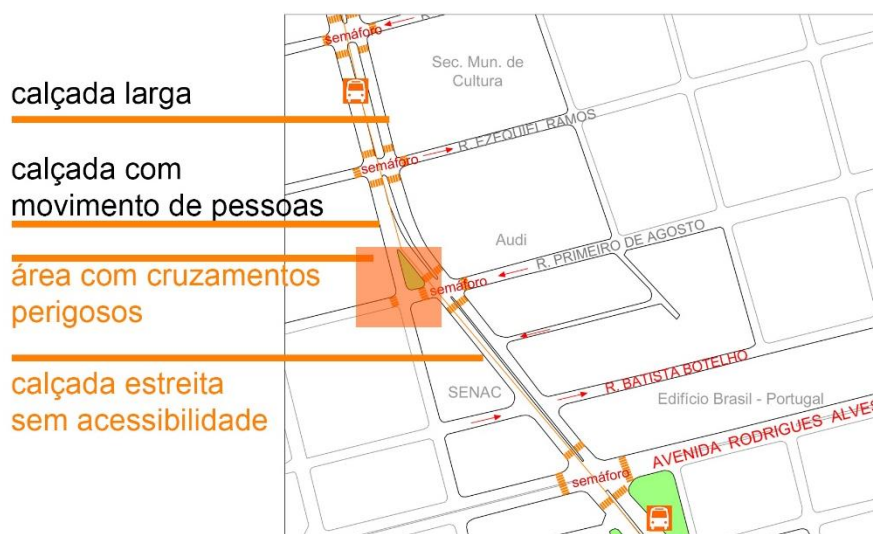 semáforo
R
calçada larga
Sec. Mun. de
Cultura
R. EZEQUIEL RAMOS
semáforo
calçada com
movimento de pessoas
Audi
R. PRIMEIRO DE AGOSTO
área com cruzamentos
perigosos
semáforo
calçada estreita
sem acessibilidade
SENAC
R. BATISTA BOTELHO
Edifício Brasil - Portugal
AVENIDA RODRIGUES ALVES
semáforo